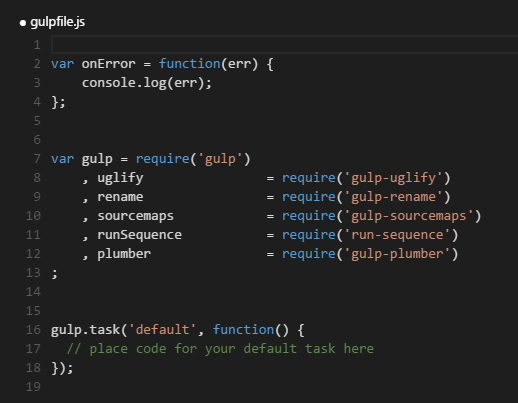 ● gulpfile.js
1
2 var onError = function(err) {
3     console.log(err);
4 };
5
6
7 var gulp = require('gulp')
8     , uglify               = require('gulp-uglify')
9     , rename               = require('gulp-rename')
10     , sourcemaps           = require('gulp-sourcemaps')
11     , runSequence          = require('run-sequence')
12     , plumber              = require('gulp-plumber')
13 ;
14
15
16 gulp.task('default', function() {
17   // place code for your default task here
18 });
19